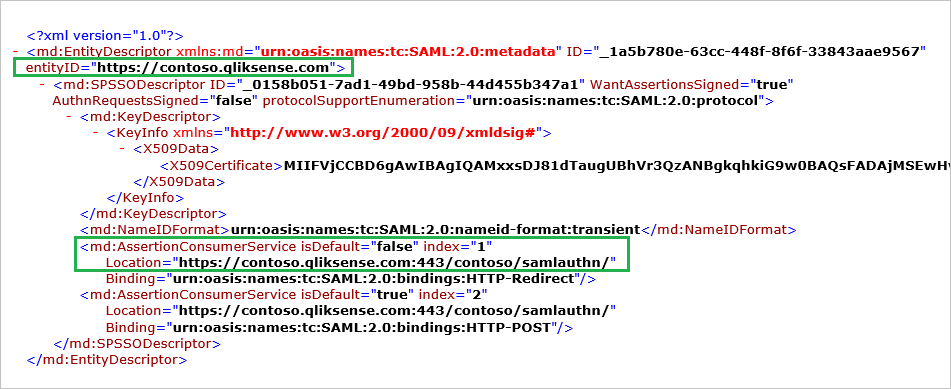 <?xml version="1.0"?>
- <md:EntityDescriptor xmlns:md="urn:oasis:names:tc:SAML:2.0:metadata" ID="_1a5b780e-63cc-448f-8f6f-33843aae9567"
entityID="https://contoso.qliksense.com">
- <md:SPSSODescriptor ID="_0158b051-7ad1-49bd-958b-44d455b347a1" WantAssertionsSigned="true"
AuthnRequestsSigned="false" protocolSupportEnumeration="urn:oasis:names:tc:SAML:2.0:protocol">
- <md:KeyDescriptor>
- <KeyInfo xmlns="http://www.w3.org/2000/09/xmldsig#">
- <X509Data>
<X509Certificate>MIIFVjCCBD6gAwIBAgIQAMxxsDJ81dTaugUBhVr3QzANBgkqhkiG9w0BAQsFADAjMSEwH
</X509Data>
</KeyInfo>
</md:KeyDescriptor>
<md:NameIDFormat>urn:oasis:names:tc:SAML:2.0:nameid-format:transient</md:NameIDFormat>
<md:AssertionConsumerService isDefault="false" index="1"
Location="https://contoso.qliksense.com:443/contoso/samlauthn/"
Binding="urn:oasis:names:tc:SAML:2.0:bindings:HTTP-Redirect"/>
<md:AssertionConsumerService isDefault="true" index="2"
Location="https://contoso.qliksense.com:443/contoso/samlauthn/"
Binding="urn:oasis:names:tc:SAML:2.0:bindings:HTTP-POST"/>
</md:SPSSODescriptor>
</md:EntityDescriptor>